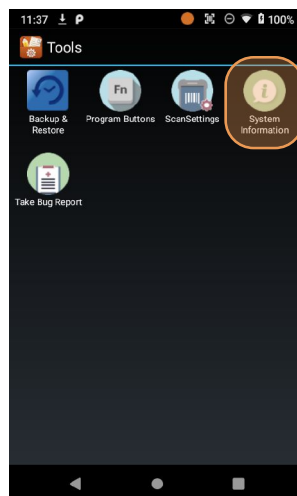 11:37 100%
Tools
Fn
Backup &
Restore
Program Buttons
ScanSettings
System
Information
Take Bug Report